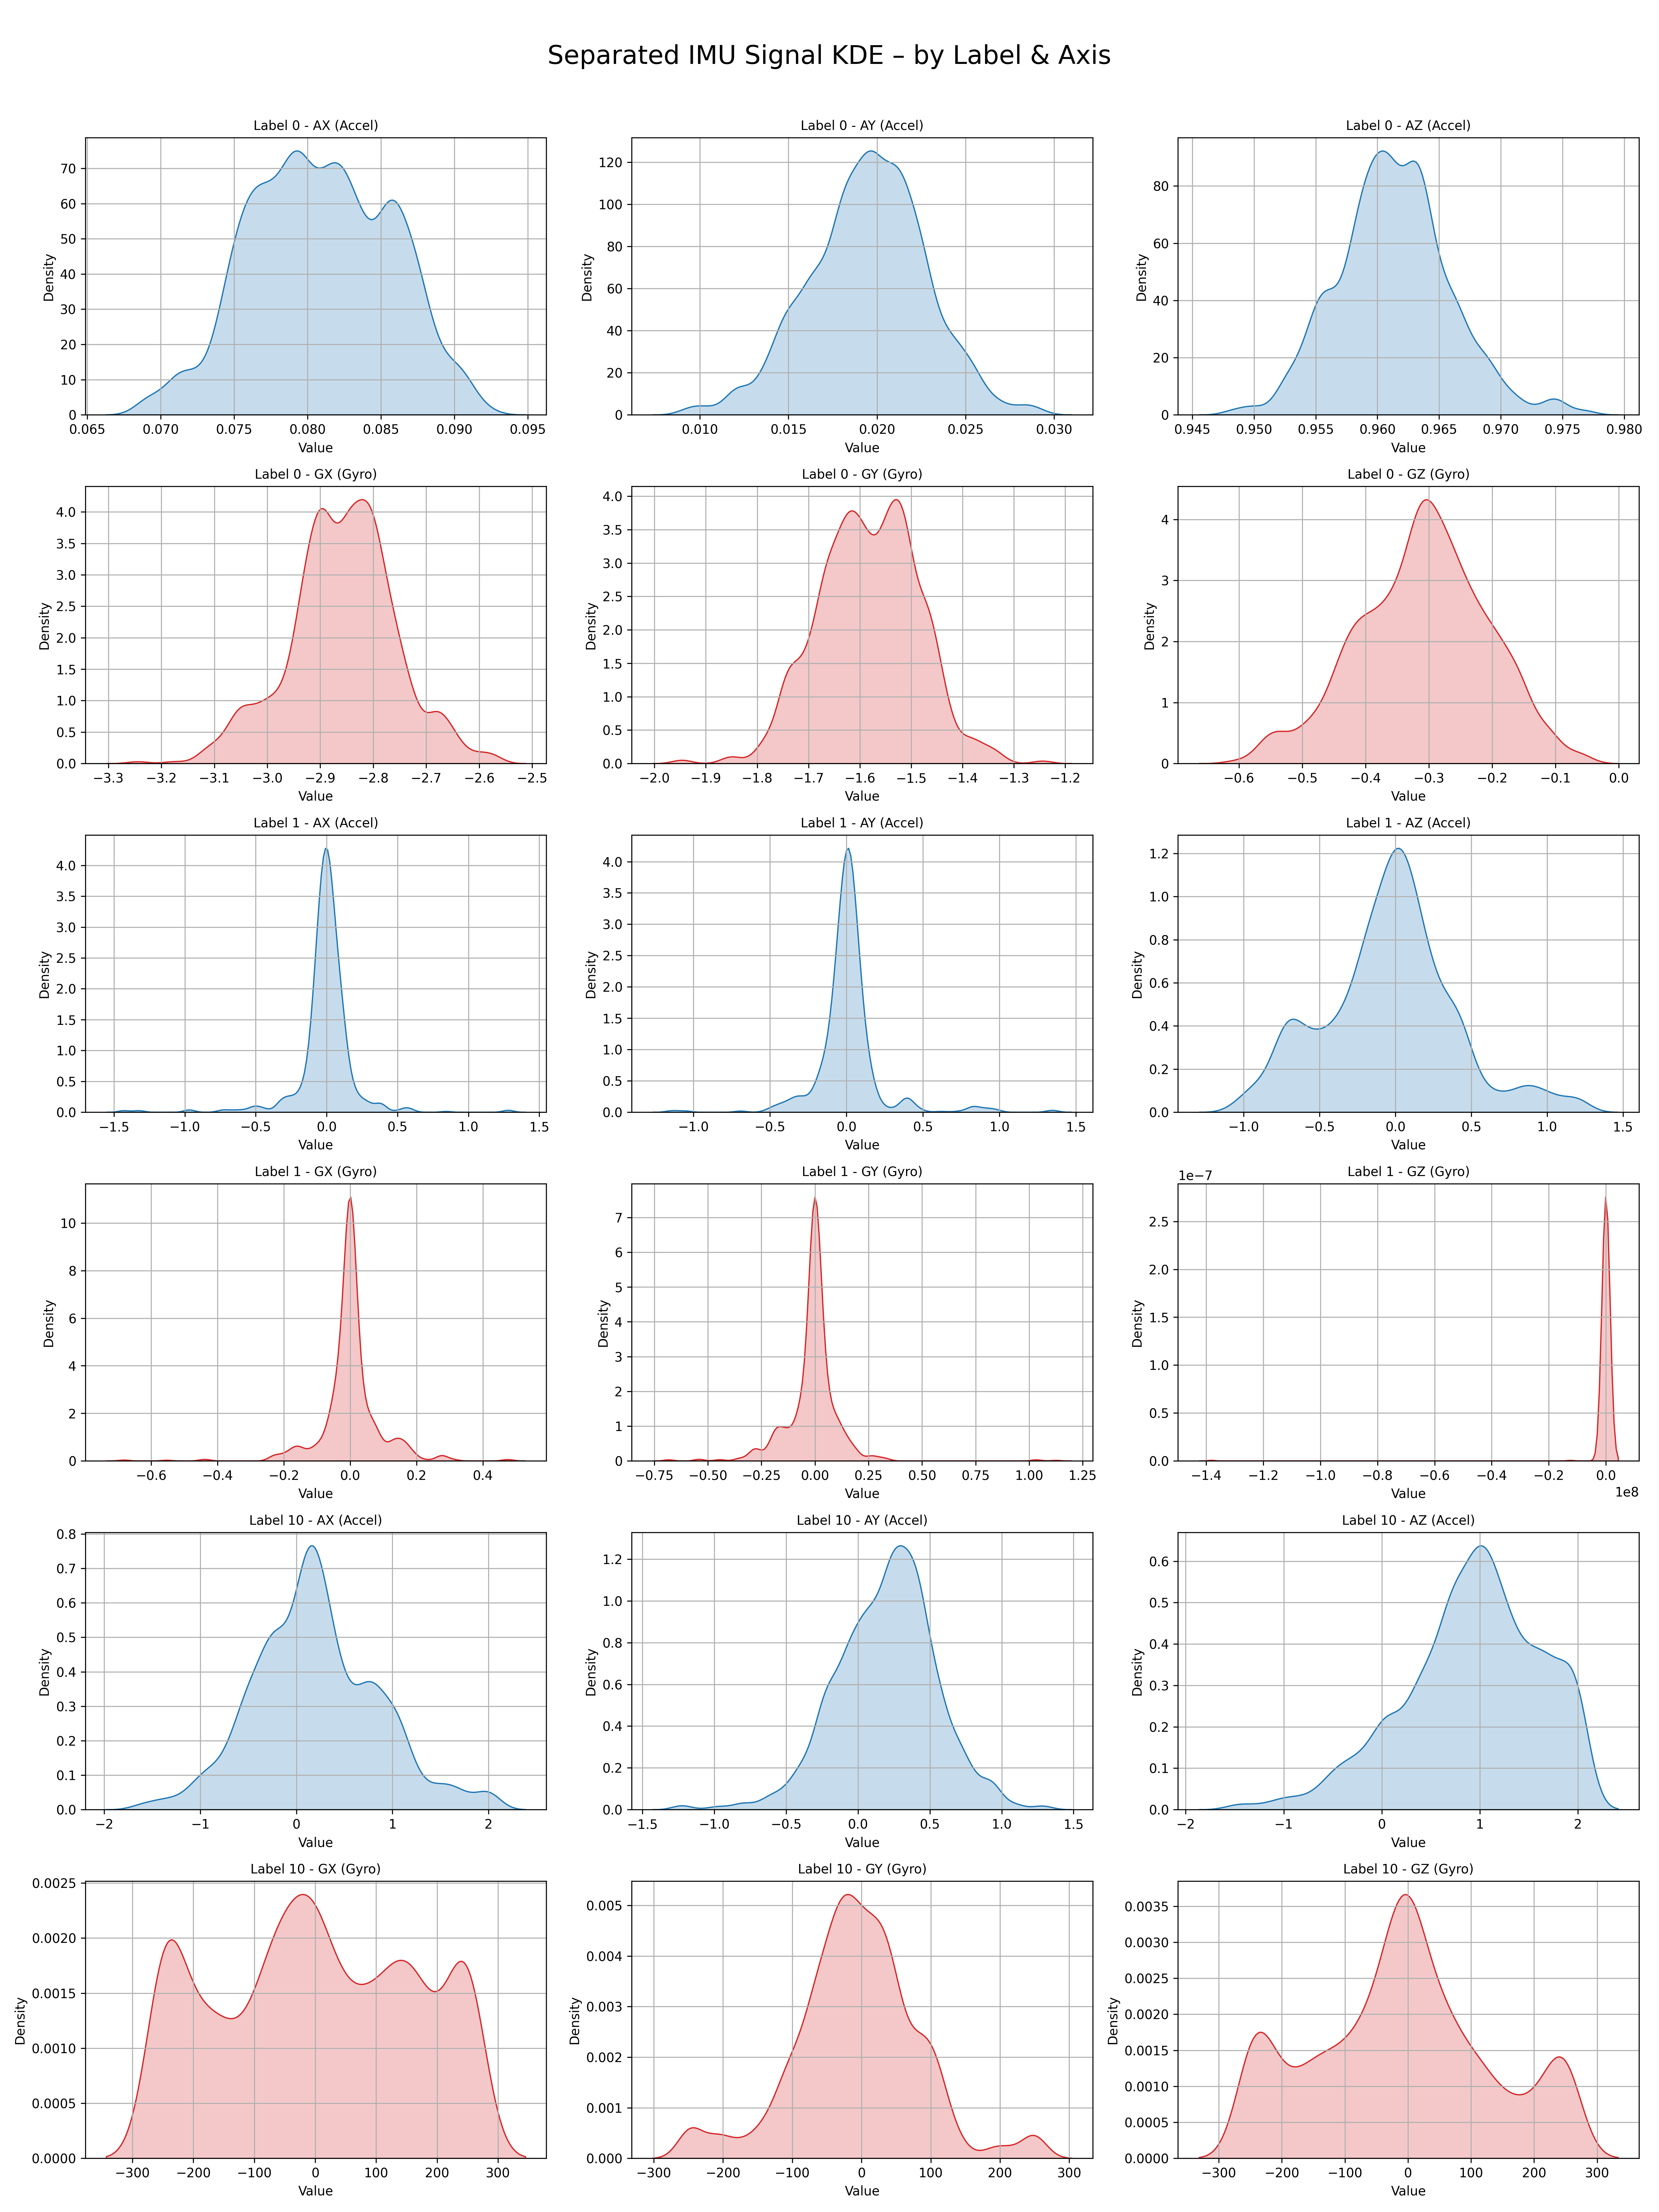 Separated IMU Signal KDE – by Label & Axis
Label 0 - AX (Accel)
Density
0 10 20 30 40 50 60 70
0.065 0.070 0.075 0.080 0.085 0.090 0.095
Value
Label 0 - AY (Accel)
Density
0 20 40 60 80 100 120
0.010 0.015 0.020 0.025 0.030
Value
Label 0 - AZ (Accel)
Density
0 20 40 60 80
0.945 0.950 0.955 0.960 0.965 0.970 0.975 0.980
Value
Label 0 - GX (Gyro)
Density
0.0 0.5 1.0 1.5 2.0 2.5 3.0 3.5 4.0
−3.3 −3.2 −3.1 −3.0 −2.9 −2.8 −2.7 −2.6 −2.5
Value
Label 0 - GY (Gyro)
Density
0.0 0.5 1.0 1.5 2.0 2.5 3.0 3.5 4.0
−2.0 −1.9 −1.8 −1.7 −1.6 −1.5 −1.4 −1.3 −1.2
Value
Label 0 - GZ (Gyro)
Density
0 1 2 3 4
−0.6 −0.5 −0.4 −0.3 −0.2 −0.1 0.0
Value
Label 1 - AX (Accel)
Density
0.0 0.5 1.0 1.5 2.0 2.5 3.0 3.5 4.0
−1.5 −1.0 −0.5 0.0 0.5 1.0 1.5
Value
Label 1 - AY (Accel)
Density
0.0 0.5 1.0 1.5 2.0 2.5 3.0 3.5 4.0
−1.0 −0.5 0.0 0.5 1.0 1.5
Value
Label 1 - AZ (Accel)
Density
0.0 0.2 0.4 0.6 0.8 1.0 1.2
−1.0 −0.5 0.0 0.5 1.0 1.5
Value
Label 1 - GX (Gyro)
Density
0 2 4 6 8 10
−0.6 −0.4 −0.2 0.0 0.2 0.4
Value
Label 1 - GY (Gyro)
Density
0 1 2 3 4 5 6 7
−0.75 −0.50 −0.25 0.00 0.25 0.50 0.75 1.00 1.25
Value
Label 1 - GZ (Gyro)
1e−7
Density
0.0 0.5 1.0 1.5 2.0 2.5
−1.4 −1.2 −1.0 −0.8 −0.6 −0.4 −0.2 0.0
1e8
Value
Label 10 - AX (Accel)
Density
0.0 0.1 0.2 0.3 0.4 0.5 0.6 0.7 0.8
−2 −1 0 1 2
Value
Label 10 - AY (Accel)
Density
0.0 0.2 0.4 0.6 0.8 1.0 1.2
−1.5 −1.0 −0.5 0.0 0.5 1.0 1.5
Value
Label 10 - AZ (Accel)
Density
0.0 0.1 0.2 0.3 0.4 0.5 0.6
−2 −1 0 1 2
Value
Label 10 - GX (Gyro)
Density
0.0000 0.0005 0.0010 0.0015 0.0020 0.0025
−300 −200 −100 0 100 200 300
Value
Label 10 - GY (Gyro)
Density
0.000 0.001 0.002 0.003 0.004 0.005
−300 −200 −100 0 100 200 300
Value
Label 10 - GZ (Gyro)
Density
0.0000 0.0005 0.0010 0.0015 0.0020 0.0025 0.0030 0.0035
−300 −200 −100 0 100 200 300
Value